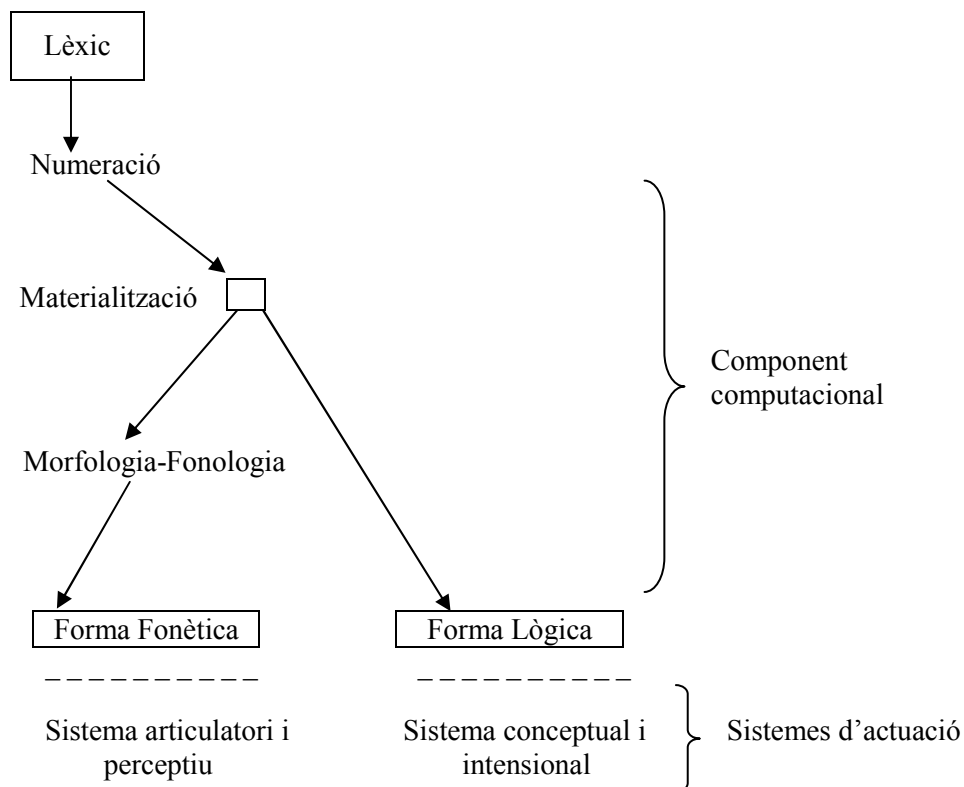 Lèxic
Numeració
Materialització
Component
computacional
Morfologia-Fonologia
Forma Fonètica
Forma Lògica
Sistema articulatori i
perceptiu
Sistema conceptual i
intensional
Sistemes d’actuació